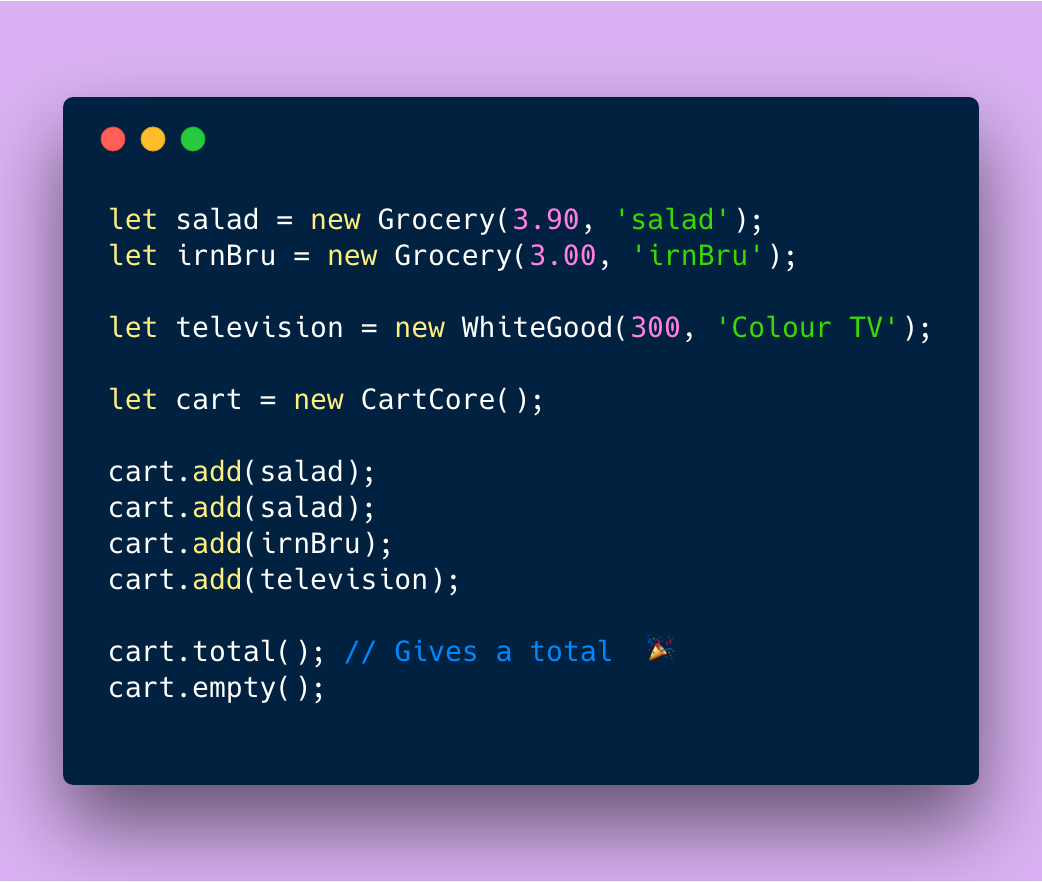 let salad = new Grocery(3.90, 'salad');
let irnBru = new Grocery(3.00, 'irnBru');
let television = new WhiteGood(300, 'Colour TV');
let cart = new CartCore();
cart.add(salad);
cart.add(salad);
cart.add(irnBru);
cart.add(television);
cart.total(); // Gives a total 🎉
cart.empty();